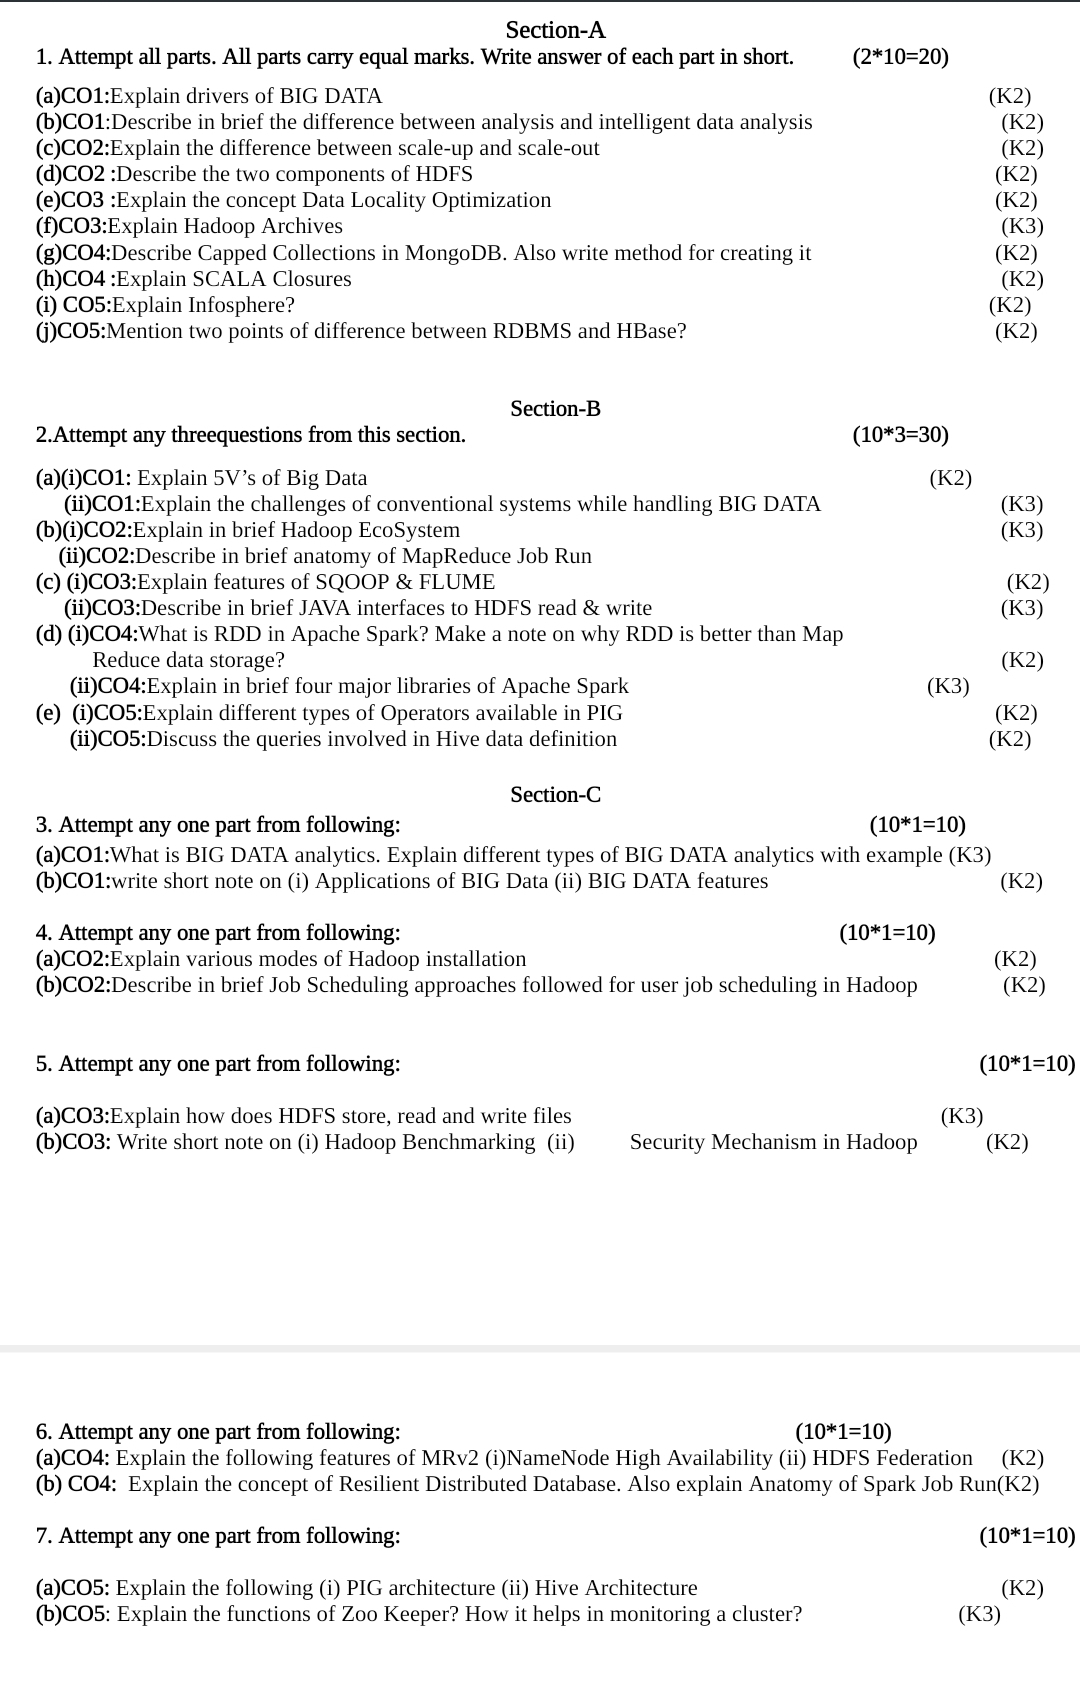 Section-A
1. Attempt all parts. All parts carry equal marks. Write answer of each part in short. (2*10=20)
(a)CO1:Explain drivers of BIG DATA (K2)
(b)CO1:Describe in brief the difference between analysis and intelligent data analysis (K2)
(c)CO2:Explain the difference between scale-up and scale-out (K2)
(d)CO2 :Describe the two components of HDFS (K2)
(e)CO3 :Explain the concept Data Locality Optimization (K2)
(f)CO3:Explain Hadoop Archives (K3)
(g)CO4:Describe Capped Collections in MongoDB. Also write method for creating it (K2)
(h)CO4 :Explain SCALA Closures (K2)
(i) CO5:Explain Infosphere? (K2)
(j)CO5:Mention two points of difference between RDBMS and HBase? (K2)
Section-B
2.Attempt any threequestions from this section. (10*3=30)
(a)(i)CO1: Explain 5V’s of Big Data (K2)
(ii)CO1:Explain the challenges of conventional systems while handling BIG DATA (K3)
(b)(i)CO2:Explain in brief Hadoop EcoSystem (K3)
(ii)CO2:Describe in brief anatomy of MapReduce Job Run
(c) (i)CO3:Explain features of SQOOP & FLUME (K2)
(ii)CO3:Describe in brief JAVA interfaces to HDFS read & write (K3)
(d) (i)CO4:What is RDD in Apache Spark? Make a note on why RDD is better than Map
Reduce data storage? (K2)
(ii)CO4:Explain in brief four major libraries of Apache Spark (K3)
(e) (i)CO5:Explain different types of Operators available in PIG (K2)
(ii)CO5:Discuss the queries involved in Hive data definition (K2)
Section-C
3. Attempt any one part from following: (10*1=10)
(a)CO1:What is BIG DATA analytics. Explain different types of BIG DATA analytics with example (K3)
(b)CO1:write short note on (i) Applications of BIG Data (ii) BIG DATA features (K2)
4. Attempt any one part from following: (10*1=10)
(a)CO2:Explain various modes of Hadoop installation (K2)
(b)CO2:Describe in brief Job Scheduling approaches followed for user job scheduling in Hadoop (K2)
5. Attempt any one part from following: (10*1=10)
(a)CO3:Explain how does HDFS store, read and write files (K3)
(b)CO3: Write short note on (i) Hadoop Benchmarking (ii) Security Mechanism in Hadoop (K2)
6. Attempt any one part from following: (10*1=10)
(a)CO4: Explain the following features of MRv2 (i)NameNode High Availability (ii) HDFS Federation (K2)
(b) CO4: Explain the concept of Resilient Distributed Database. Also explain Anatomy of Spark Job Run(K2)
7. Attempt any one part from following: (10*1=10)
(a)CO5: Explain the following (i) PIG architecture (ii) Hive Architecture (K2)
(b)CO5: Explain the functions of Zoo Keeper? How it helps in monitoring a cluster? (K3)